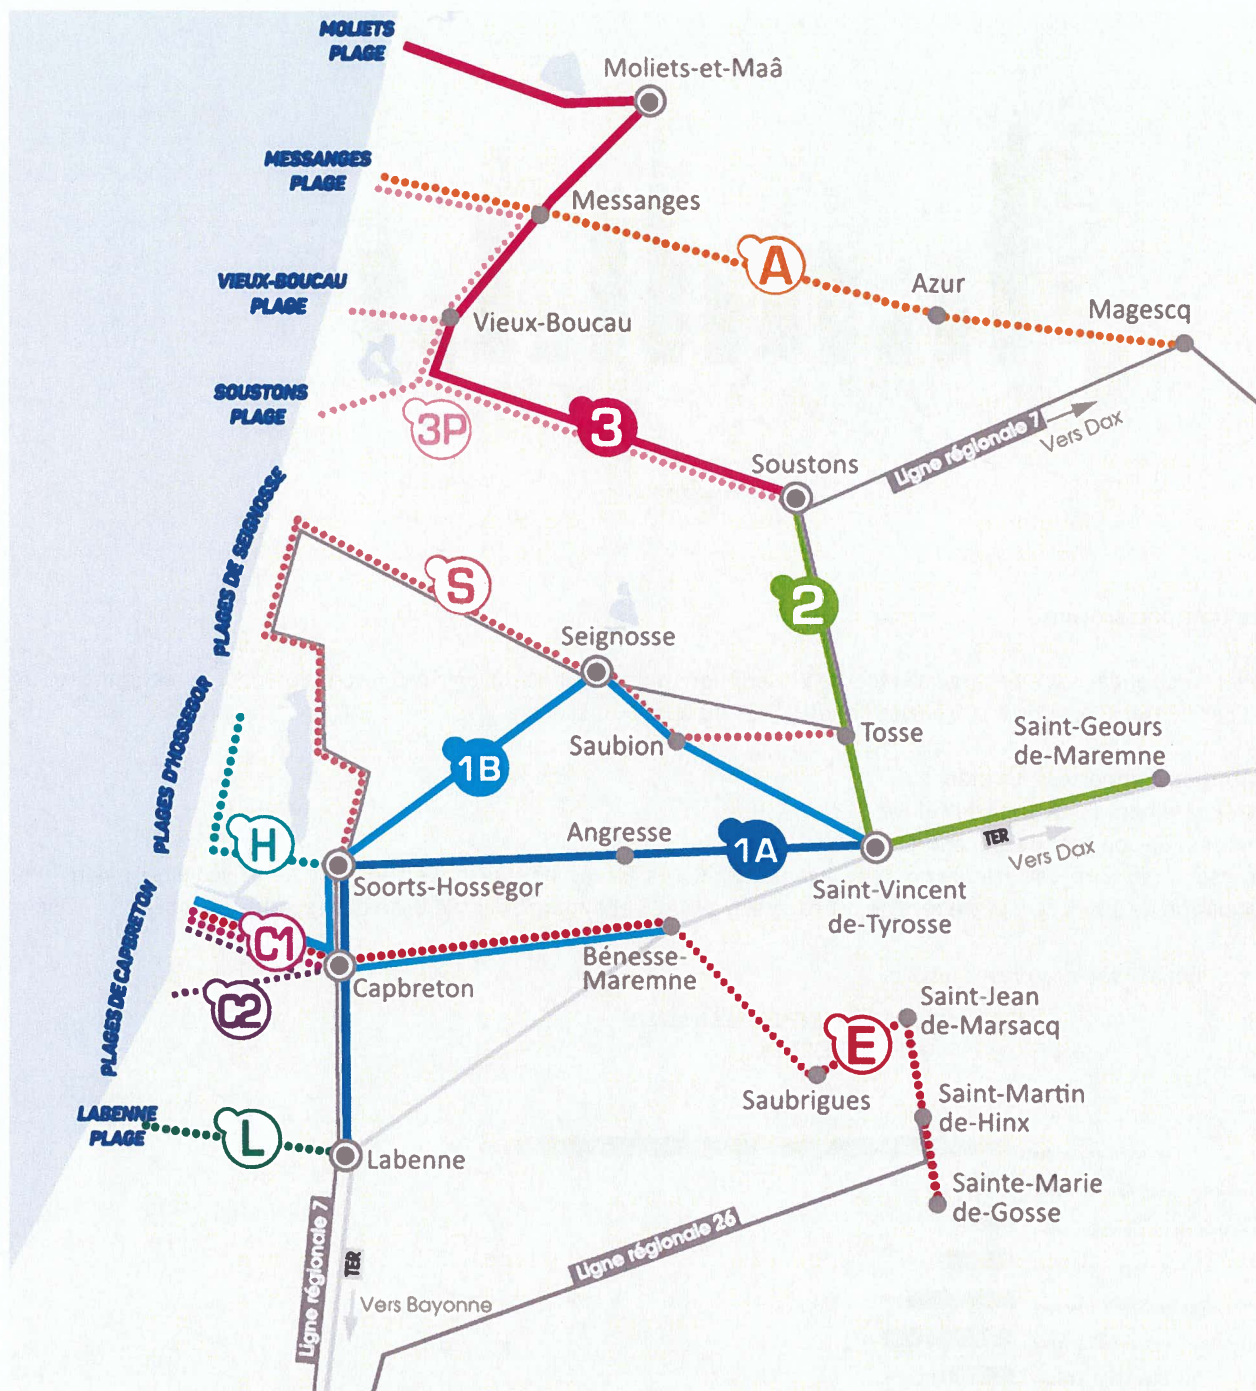 MOLIETS
PLAGE
Moliets-et-Maâ
MESSANGES
PLAGE
Messanges
A
VIEUX-BOUCAU
PLAGE
Vieux-Boucau
Azur
Magescq
SOUSTONS
PLAGE
3P
3
Soustons
Ligne régionale 7
Vers Dax
PLAGES DE SEIGNOSSE
S
2
Seignosse
Saubion
Tosse
Saint-Geours
de-Maremne
PLAGES D'HOSSEGOR
1B
H
Angresse
1A
TER
Vers Dax
Soorts-Hossegor
Saint-Vincent
de-Tyrosse
PLAGES DE CAPBRETON
C1
C2
Capbreton
Bénesse-
Maremne
Saint-Jean
de-Marsacq
E
Saubrigues
Saint-Martin
de-Hinx
LABENNE
PLAGE
L
Labenne
Sainte-Marie
de-Gosse
Ligne régionale 7
TER
Vers Bayonne
Ligne régionale 26